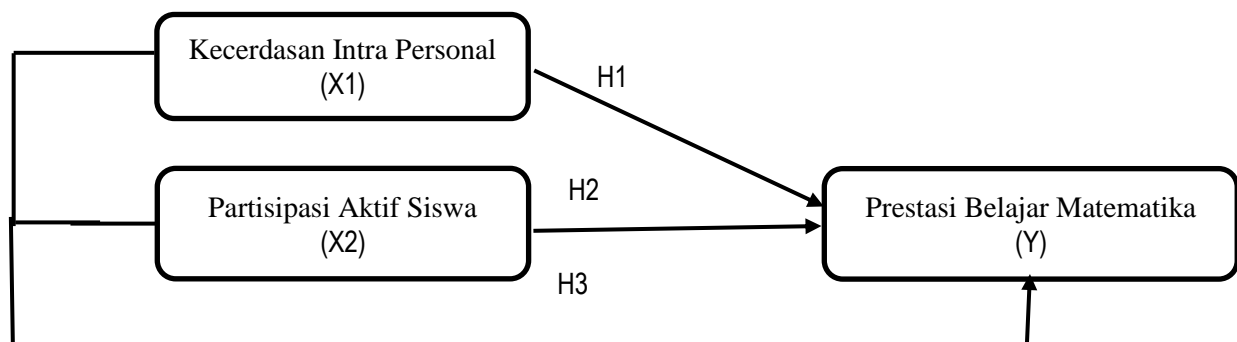 Kecerdasan Intra Personal
(X1)
H1
Partisipasi Aktif Siswa
(X2)
H2
H3
Prestasi Belajar Matematika
(Y)